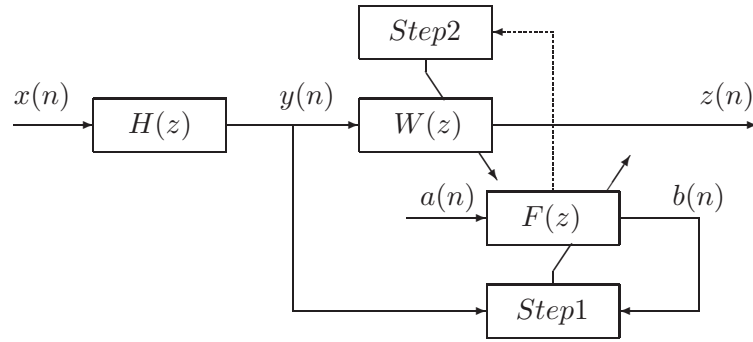 Step2
x(n)
y(n)
z(n)
H(z)
W(z)
a(n)
b(n)
F(z)
Step1